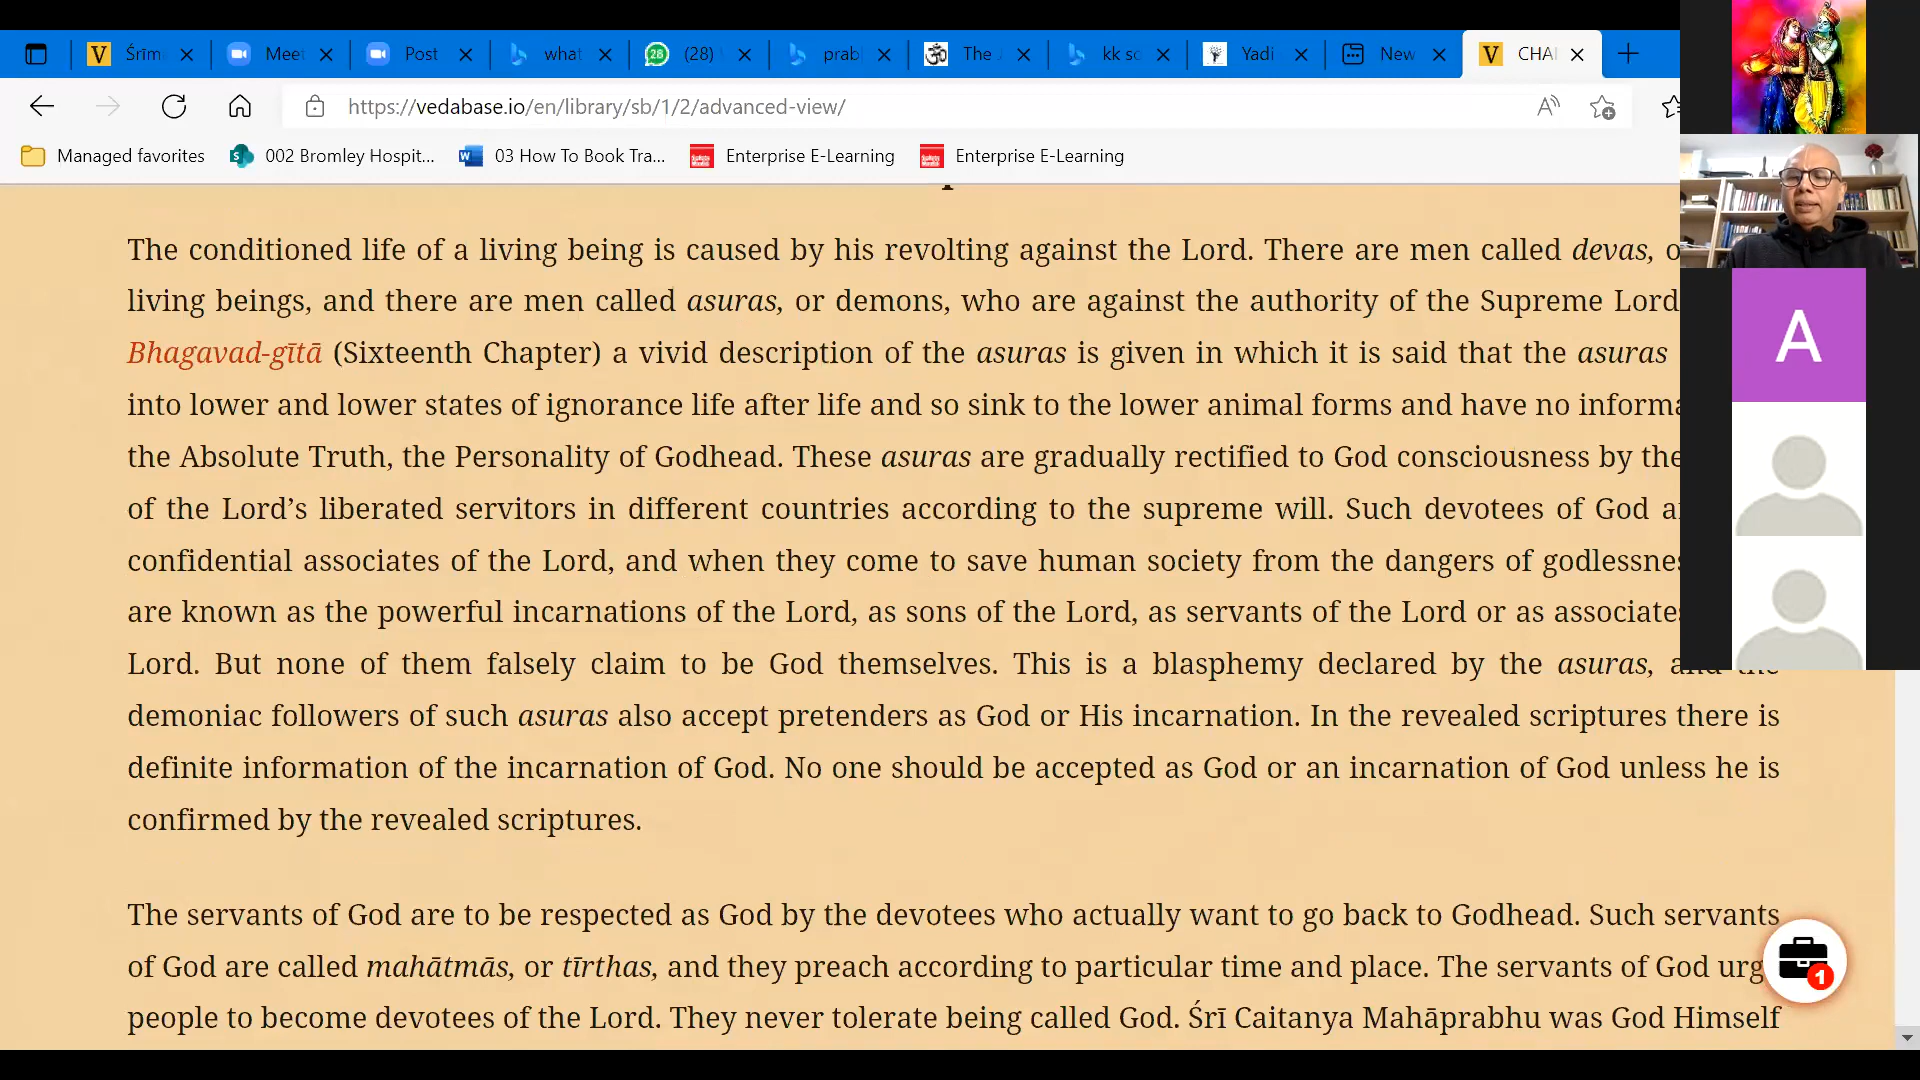 Śrīm
Meet
Post
what
28
(28)
prab
The
kk sc
Yadi
New
CHAI
https://vedabase.io/en/library/sb/1/2/advanced-view/
Managed favorites
002 Bromley Hospit...
03 How To Book Tra...
Enterprise E-Learning
Enterprise E-Learning
The conditioned life of a living being is caused by his revolting against the Lord. There are men called devas, o
living beings, and there are men called asuras, or demons, who are against the authority of the Supreme Lord
Bhagavad-gītā (Sixteenth Chapter) a vivid description of the asuras is given in which it is said that the asuras
into lower and lower states of ignorance life after life and so sink to the lower animal forms and have no informa
the Absolute Truth, the Personality of Godhead. These asuras are gradually rectified to God consciousness by the
of the Lord’s liberated servitors in different countries according to the supreme will. Such devotees of God a
confidential associates of the Lord, and when they come to save human society from the dangers of godlessnes
are known as the powerful incarnations of the Lord, as sons of the Lord, as servants of the Lord or as associates
Lord. But none of them falsely claim to be God themselves. This is a blasphemy declared by the asuras, and the
demoniac followers of such asuras also accept pretenders as God or His incarnation. In the revealed scriptures there is
definite information of the incarnation of God. No one should be accepted as God or an incarnation of God unless he is
confirmed by the revealed scriptures.
The servants of God are to be respected as God by the devotees who actually want to go back to Godhead. Such servants
of God are called mahātmās, or tīrthas, and they preach according to particular time and place. The servants of God urg
people to become devotees of the Lord. They never tolerate being called God. Śrī Caitanya Mahāprabhu was God Himself
A
1